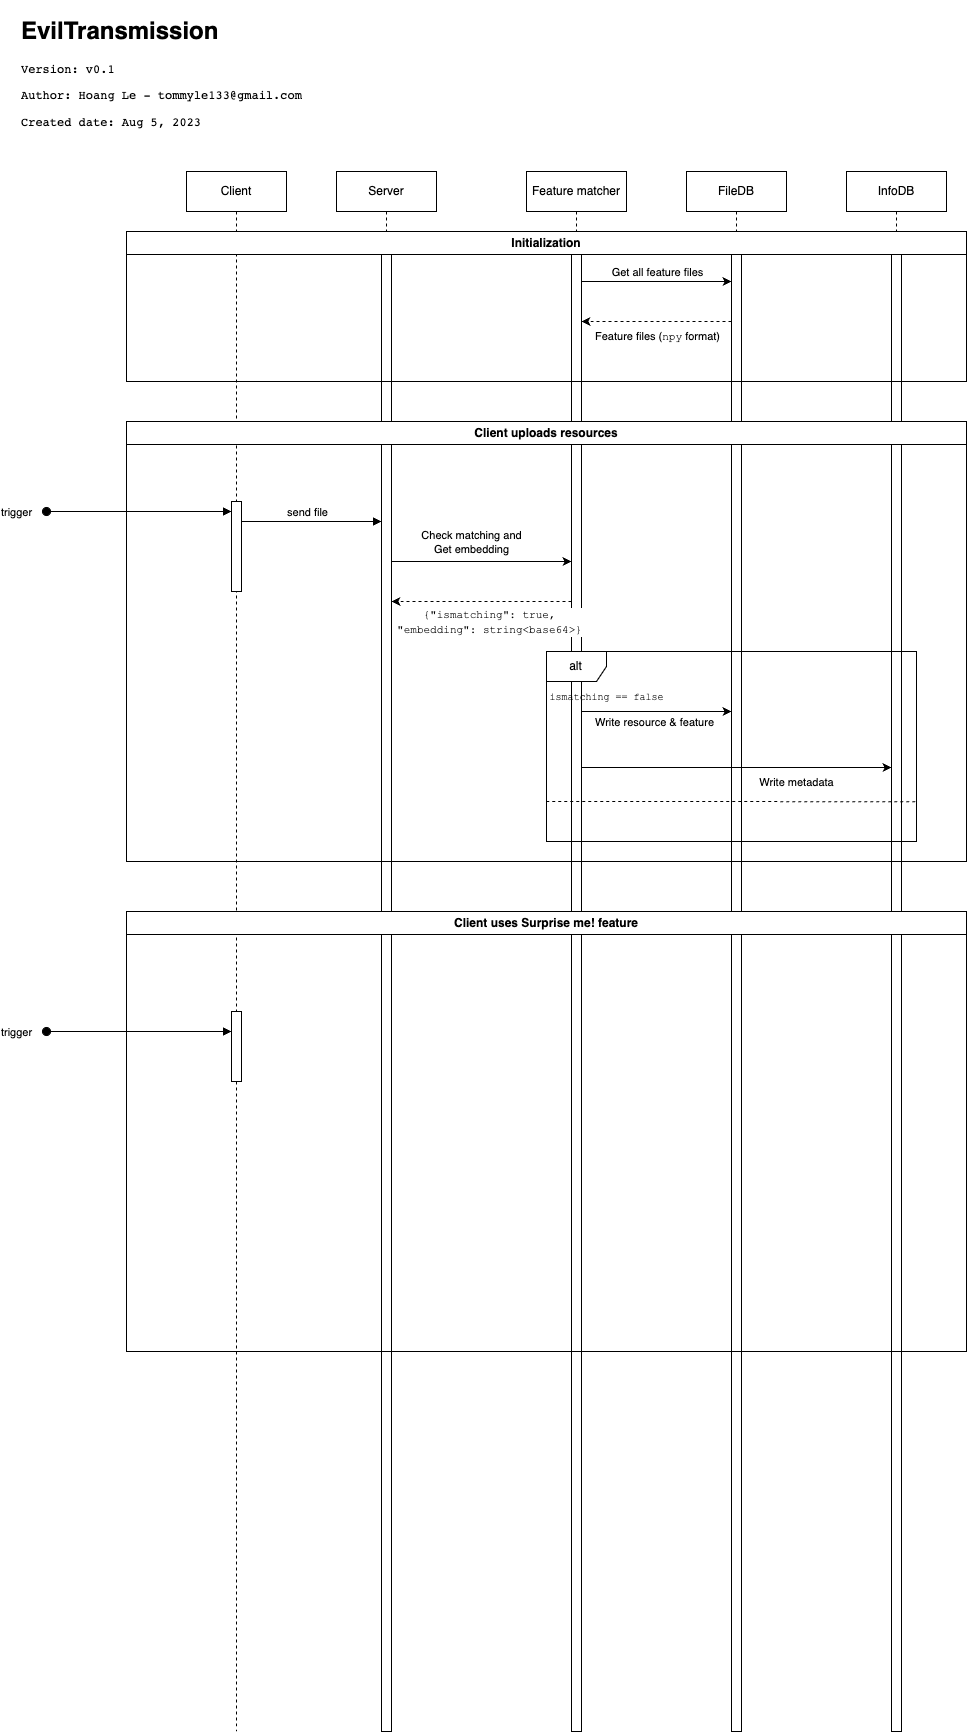 EvilTransmission
Version: v0.1
Author: Hoang Le - tommyle133@gmail.com
Created date: Aug 5, 2023
Client
Server
Feature matcher
FileDB
InfoDB
Initialization
Get all feature files
Feature files (npy format)
Client uploads resources
trigger
send file
Check matching and
Get embedding
{"ismatching": true,
"embedding": string<base64>}
alt
ismatching == false
Write resource & feature
Write metadata
Client uses Surprise me! feature
trigger